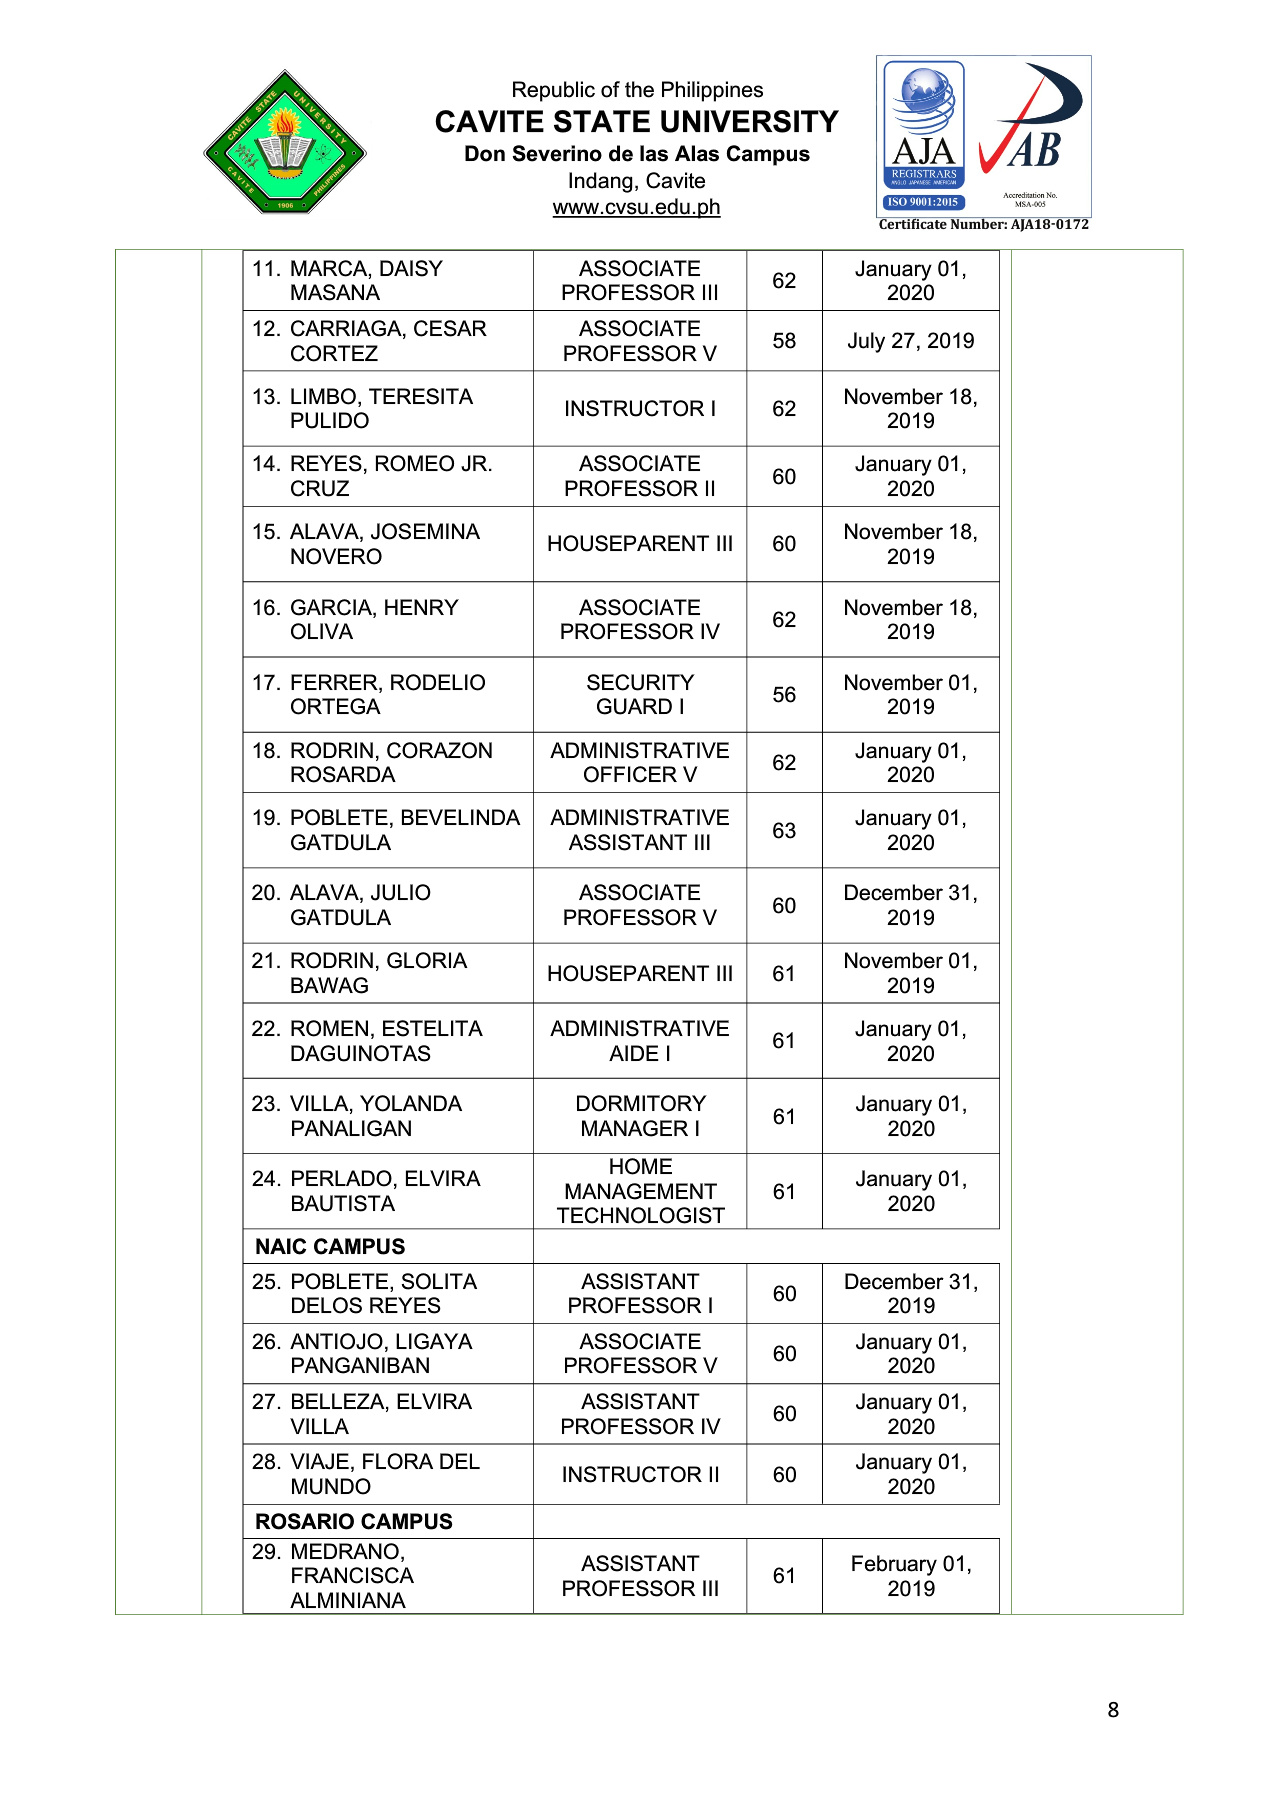 Republic of the Philippines
CAVITE STATE UNIVERSITY
Don Severino de las Alas Campus
Indang, Cavite
www.cvsu.edu.ph
CAVITE STATE UNIVERSITY
CAVITE
PHILIPPINES
1906
AJA
REGISTRARS
ANGLO JAPANESE AMERICAN
ISO 9001:2015
PAB
Accreditation No.
MSA-005
Certificate Number: AJA18-0172
11. MARCA, DAISY
MASANA
ASSOCIATE
PROFESSOR III
62
January 01,
2020
12. CARRIAGA, CESAR
CORTEZ
ASSOCIATE
PROFESSOR V
58
July 27, 2019
13. LIMBO, TERESITA
PULIDO
INSTRUCTOR I
62
November 18,
2019
14. REYES, ROMEO JR.
CRUZ
ASSOCIATE
PROFESSOR II
60
January 01,
2020
15. ALAVA, JOSEMINA
NOVERO
HOUSEPARENT III
60
November 18,
2019
16. GARCIA, HENRY
OLIVA
ASSOCIATE
PROFESSOR IV
62
November 18,
2019
17. FERRER, RODELIO
ORTEGA
SECURITY
GUARD I
56
November 01,
2019
18. RODRIN, CORAZON
ROSARDA
ADMINISTRATIVE
OFFICER V
62
January 01,
2020
19. POBLETE, BEVELINDA
GATDULA
ADMINISTRATIVE
ASSISTANT III
63
January 01,
2020
20. ALAVA, JULIO
GATDULA
ASSOCIATE
PROFESSOR V
60
December 31,
2019
21. RODRIN, GLORIA
BAWAG
HOUSEPARENT III
61
November 01,
2019
22. ROMEN, ESTELITA
DAGUINOTAS
ADMINISTRATIVE
AIDE I
61
January 01,
2020
23. VILLA, YOLANDA
PANALIGAN
DORMITORY
MANAGER I
61
January 01,
2020
24. PERLADO, ELVIRA
BAUTISTA
HOME
MANAGEMENT
TECHNOLOGIST
61
January 01,
2020
NAIC CAMPUS
25. POBLETE, SOLITA
DELOS REYES
ASSISTANT
PROFESSOR I
60
December 31,
2019
26. ANTIOJO, LIGAYA
PANGANIBAN
ASSOCIATE
PROFESSOR V
60
January 01,
2020
27. BELLEZA, ELVIRA
VILLA
ASSISTANT
PROFESSOR IV
60
January 01,
2020
28. VIAJE, FLORA DEL
MUNDO
INSTRUCTOR II
60
January 01,
2020
ROSARIO CAMPUS
29. MEDRANO,
FRANCISCA
ALMINIANA
ASSISTANT
PROFESSOR III
61
February 01,
2019
8